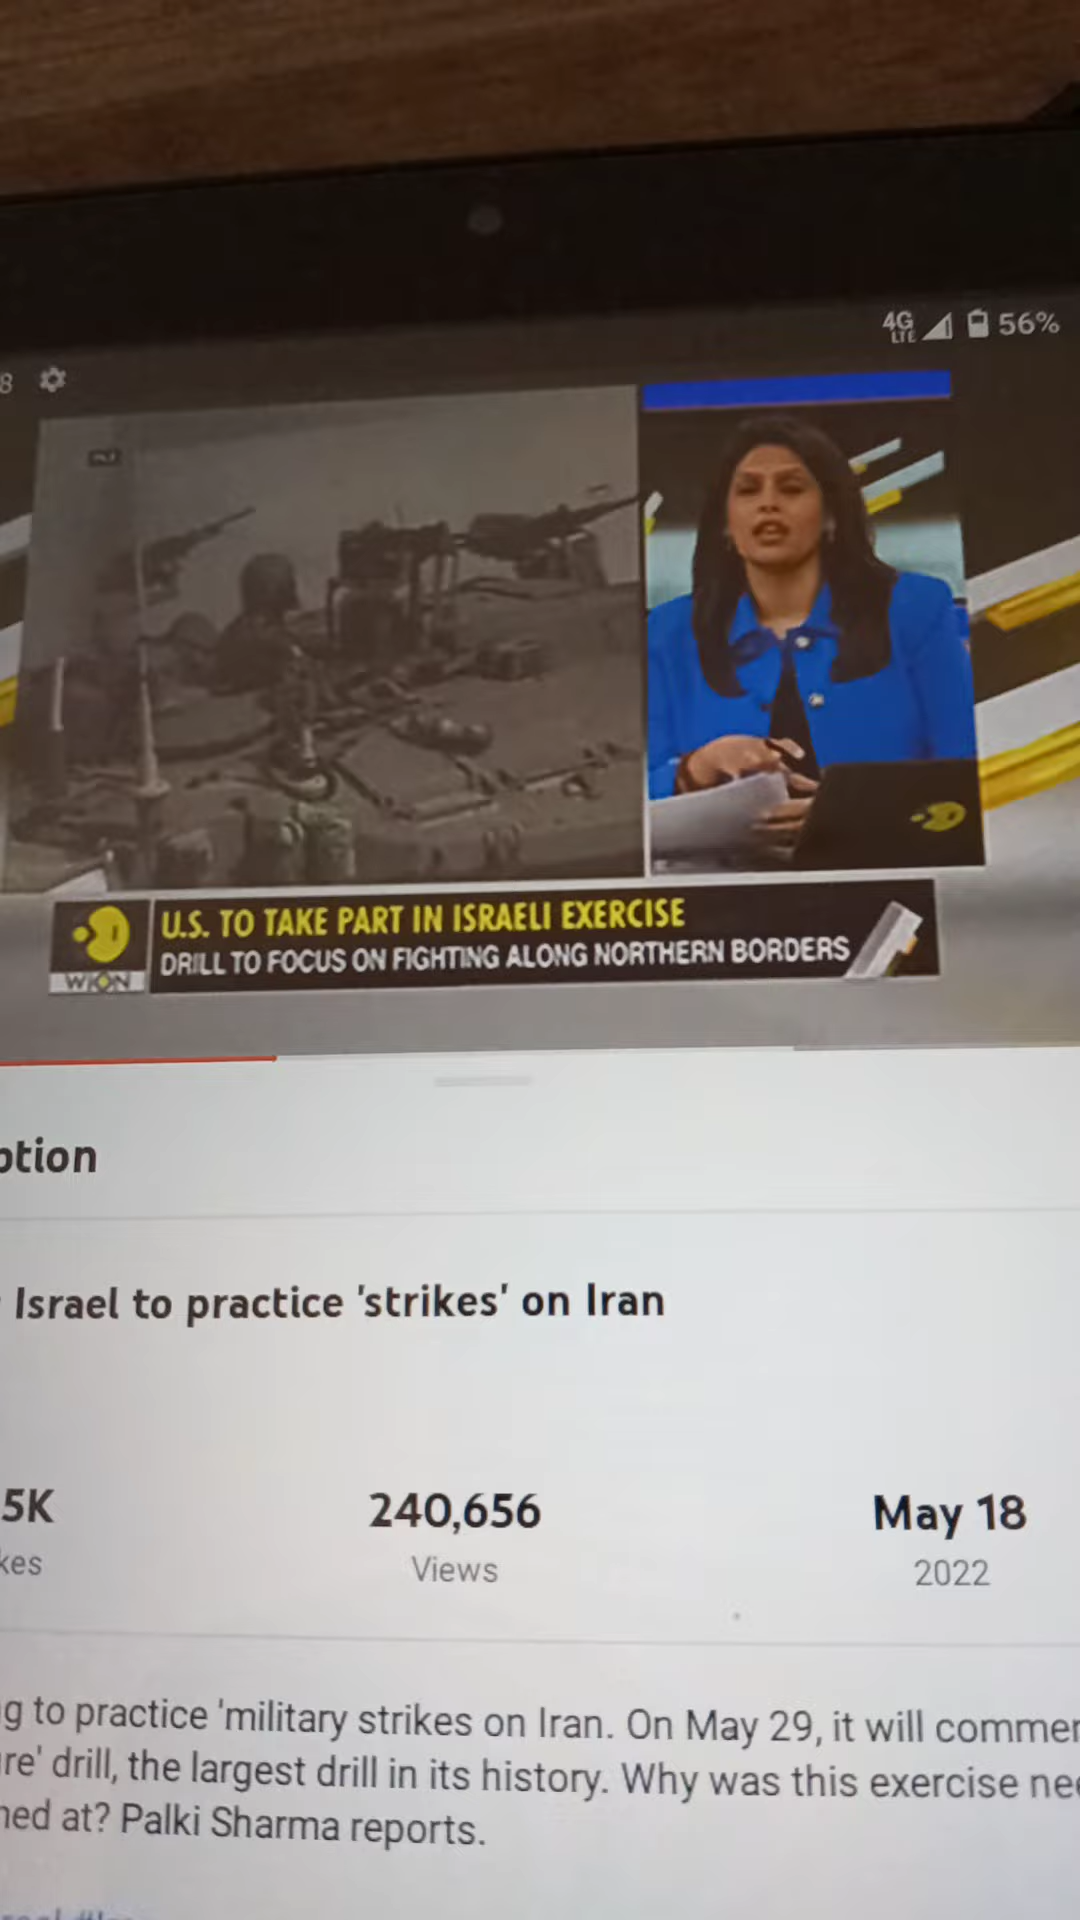 4G
LTE
56%
8
U.S. TO TAKE PART IN ISRAELI EXERCISE
DRILL TO FOCUS ON FIGHTING ALONG NORTHERN BORDERS
WION
ption
Israel to practice 'strikes' on Iran
5K
240,656
May 18
kes
Views
2022
g to practice 'military strikes on Iran. On May 29, it will commen
re' drill, the largest drill in its history. Why was this exercise nee
ned at? Palki Sharma reports.